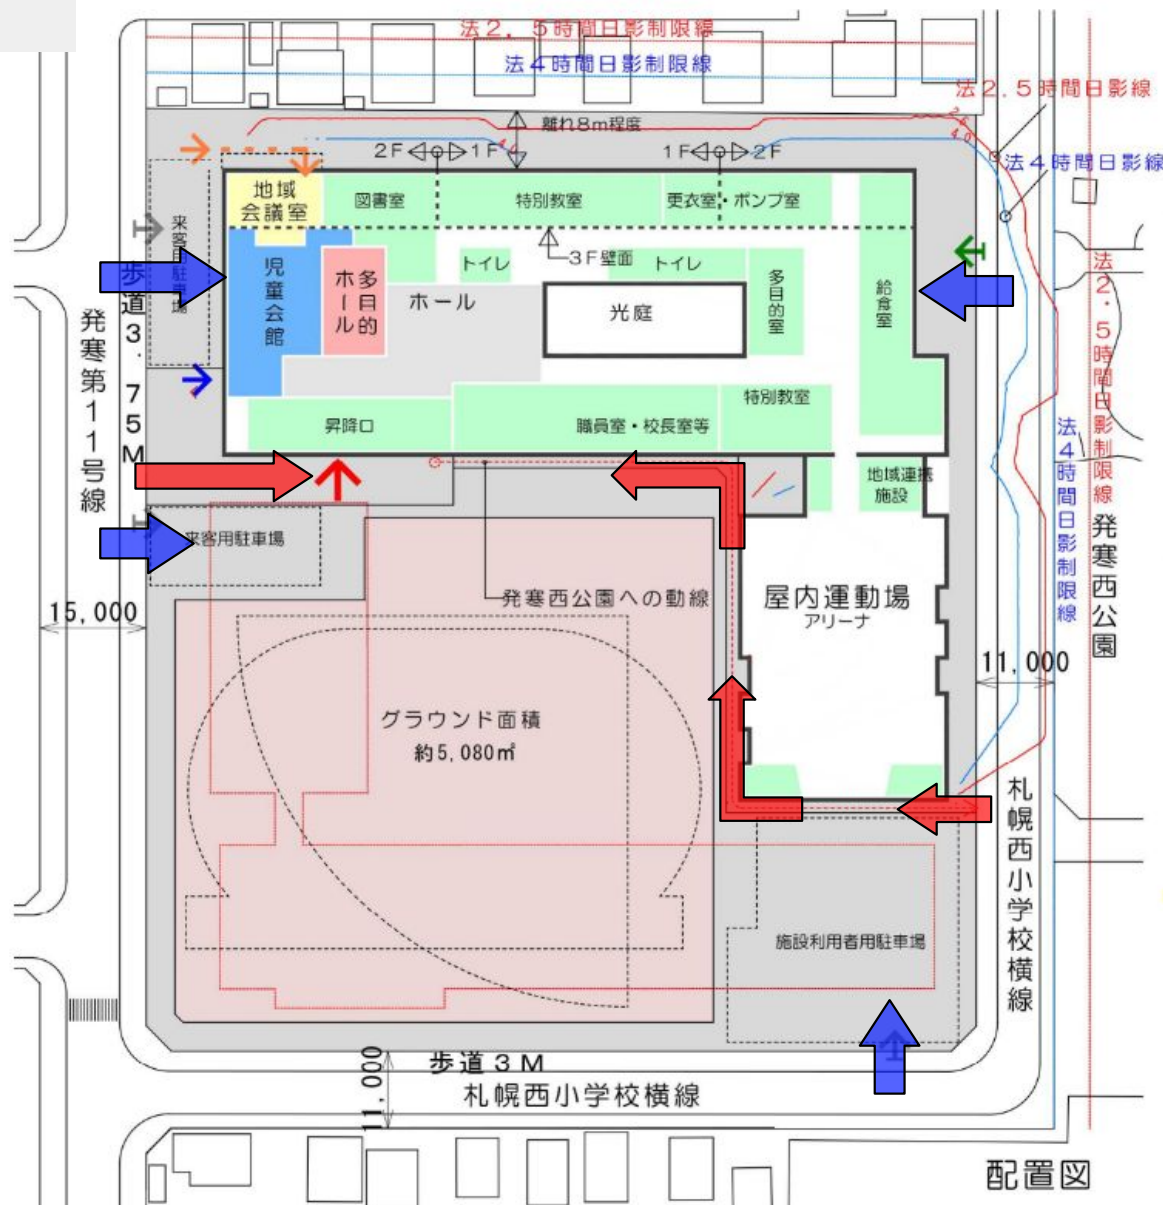 法2．5時間日影制限線
法4時間日影制限線
法2.5時間日影線
2.5
4.0
離れ8m程度
4.0
2F
1F
1F
2F
法4時間日影線
地域
会議室
図書室
特別教室
更衣室・ポンプ室
来客用駐車場
3F壁面
トイレ
トイレ
児童会館
多目的
ホール
ホール
光庭
多目的室
給食室
法2．5時間日影制限線
歩道3．75M
発寒第11号線
昇降口
職員室・校長室等
特別教室
法4時間日影制限線
地域連携
施設
発寒西公園
来客用駐車場
発寒西公園への動線
屋内運動場
アリーナ
15,000
11,000
グラウンド面積
約5,080㎡
札幌西小学校横線
施設利用者用駐車場
歩道3M
11,000
札幌西小学校横線
配置図